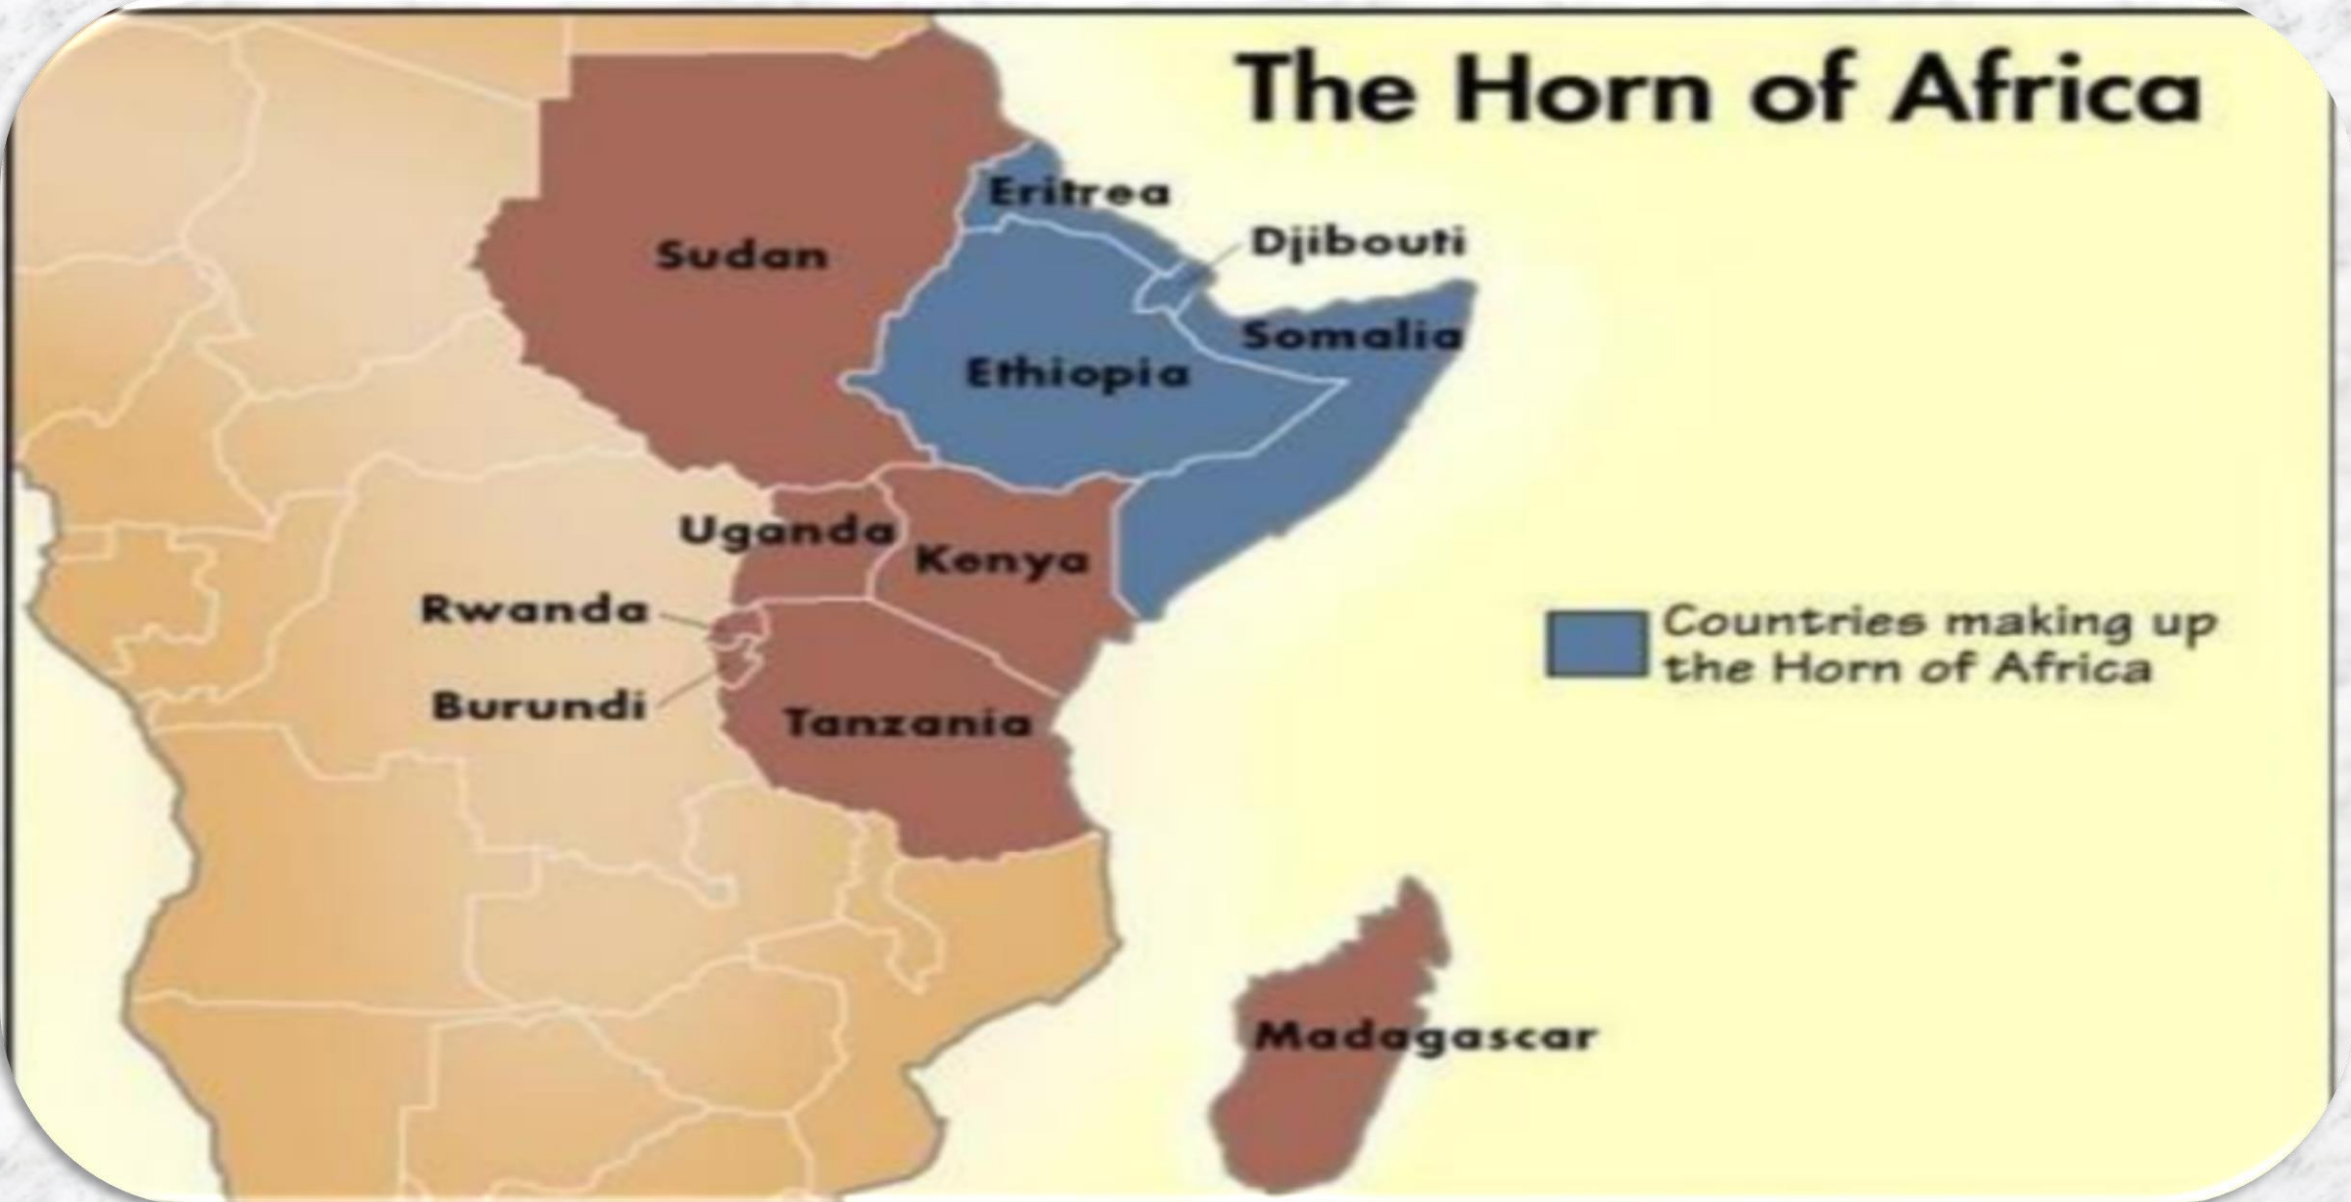 The Horn of Africa
Eritrea
Djibouti
Sudan
Somalia
Ethiopia
Uganda
Kenya
Rwanda
Countries making up
the Horn of Africa
Burundi
Tanzania
Madagascar